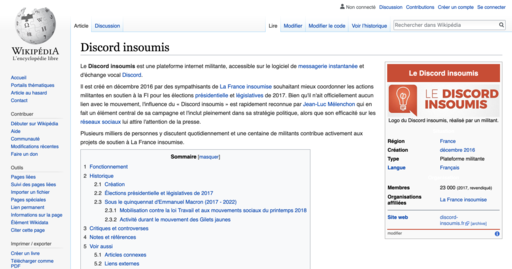 Non connecté Discussion Contributions Créer un compte Se connecter
Article Discussion Lire Modifier Modifier le code Voir l'historique Rechercher dans Wikipédia
WIKIPÉDIA
L'encyclopédie libre
Accueil
Portails thématiques
Article au hasard
Contact
Contribuer
Débuter sur Wikipédia
Aide
Communauté
Modifications récentes
Faire un don
Outils
Pages liées
Suivi des pages liées
Importer un fichier
Pages spéciales
Lien permanent
Informations sur la page
Élément Wikidata
Citer cette page
Imprimer / exporter
Créer un livre
Télécharger comme
PDF
Discord insoumis
Le Discord insoumis est une plateforme internet militante, accessible sur le logiciel de messagerie instantanée et
d'échange vocal Discord.
Il est créé en décembre 2016 par des sympathisants de La France insoumise souhaitant mieux coordonner les actions
militantes en soutien à la FI pour les élections présidentielle et législatives de 2017. Bien qu'il n'ait officiellement aucun
lien avec le mouvement, l'influence du « Discord insoumis » est rapidement reconnue par Jean-Luc Mélenchon qui en
fait un élément central de sa campagne et l'inclut pleinement dans sa stratégie politique, alors que son efficacité sur les
réseaux sociaux lui attire l'attention de la presse.
Plusieurs milliers de personnes y discutent quotidiennement et une centaine de militants contribue activement aux
projets de soutien à La France insoumise.
Sommaire [masquer]
1 Fonctionnement
2 Historique
2.1 Création
2.2 Élections présidentielle et législatives de 2017
2.3 Sous le quinquennat d'Emmanuel Macron (2017 - 2022)
2.3.1 Mobilisation contre la loi Travail et aux mouvements sociaux du printemps 2018
2.3.2 Activité durant le mouvement des Gilets jaunes
3 Critiques et controverses
4 Notes et références
5 Voir aussi
5.1 Articles connexes
5.2 Liens externes
Le Discord insoumis
LE DISCORD
INSOUMIS
Logo du Discord insoumis, réalisé par un militant.
Région France
Création décembre 2016
Type Plateforme militante
Langue Français
Membres 23 000 (2017, revendiqué)
Organisations
affiliées La France insoumise
Site web discord-
insoumis.fr [archive]
modifier